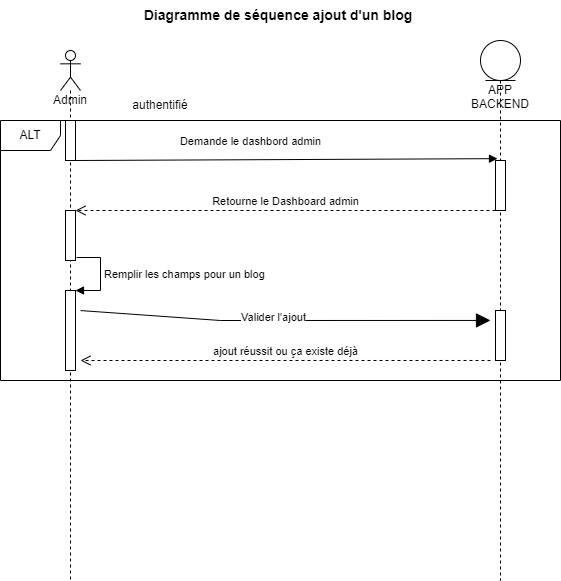 Diagramme de séquence ajout d'un blog
Admin
APP
BACKEND
authentifié
ALT
Demande le dashbord admin
Retourne le Dashboard admin
Remplir les champs pour un blog
Valider l'ajout
ajout réussit ou ça existe déjà